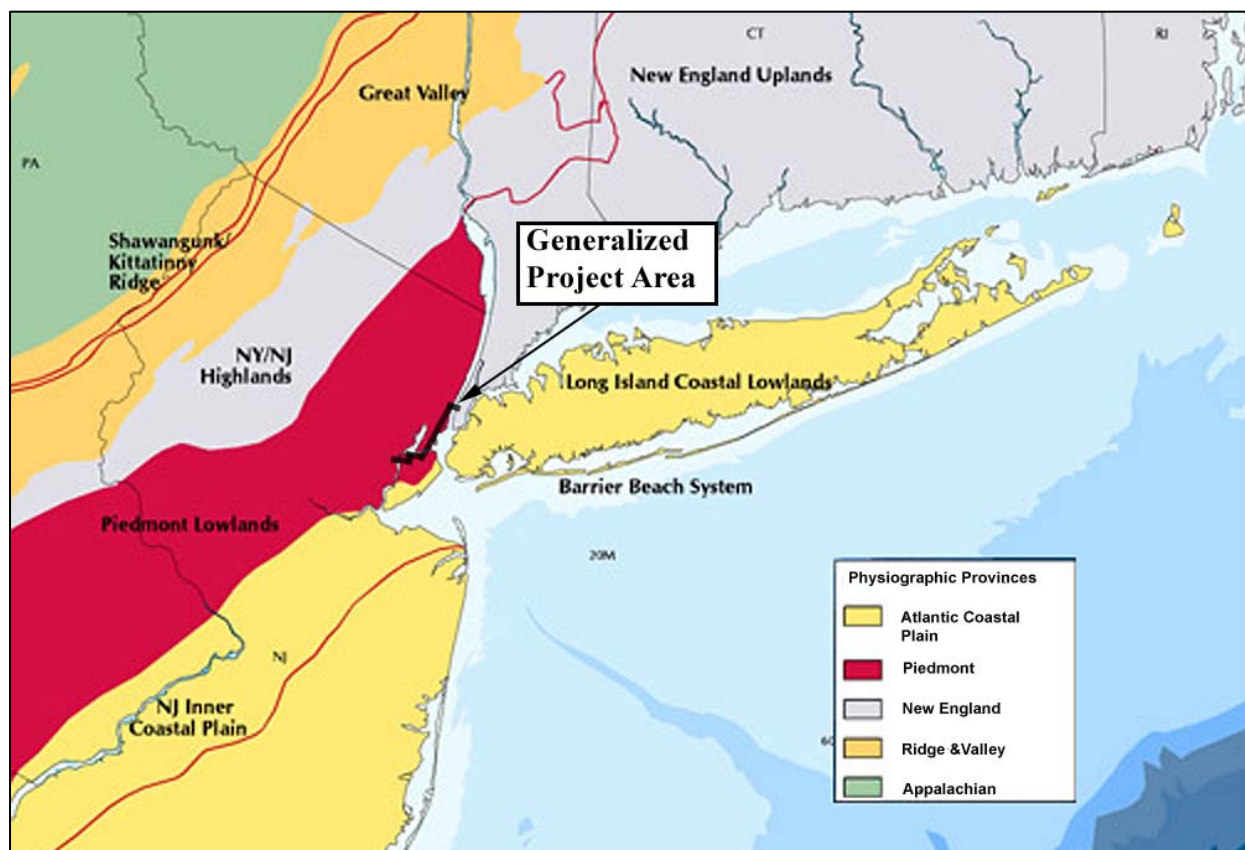 CT
RI
New England Uplands
Great Valley
PA
Shawangunk/
Kittatinny
Ridge
Generalized
Project Area
NY/NJ
Highlands
Long Island Coastal Lowlands
Barrier Beach System
Piedmont Lowlands
20M
NJ
NJ Inner
Coastal Plain
60
Physiographic Provinces
Atlantic Coastal
Plain
Piedmont
New England
Ridge &Valley
Appalachian